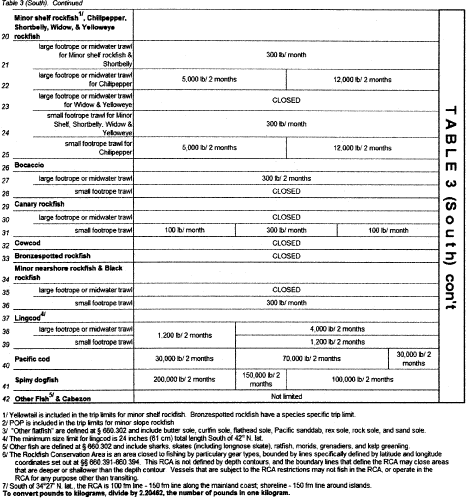 Table 3 (South). Continued
Minor shelf rockfish1/, Chilipepper,
Shortbelly, Widow, & Yelloweye
20 rockfish
large footrope or midwater trawl
for Minor shelf rockfish &
21 Shortbelly
300 lb/ month
large footrope or midwater trawl
22 for Chilipepper
5,000 lb/ 2 months
12,000 lb/ 2 months
large footrope or midwater trawl
23 for Widow & Yelloweye
CLOSED
small footrope trawl for Minor
Shelf, Shortbelly, Widow &
24 Yelloweye
300 lb/ month
small footrope trawl for
25 Chilipepper
5,000 lb/ 2 months
12,000 lb/ 2 months
26 Bocaccio
27 large footrope or midwater trawl
300 lb/ 2 months
28 small footrope trawl
CLOSED
29 Canary rockfish
30 large footrope or midwater trawl
CLOSED
31 small footrope trawl
100 lb/ month
300 lb/ month
100 lb/ month
32 Cowcod
CLOSED
33 Bronzespotted rockfish
CLOSED
Minor nearshore rockfish & Black
34 rockfish
35 large footrope or midwater trawl
CLOSED
36 small footrope trawl
300 lb/ month
37 Lingcod4/
38 large footrope or midwater trawl
1,200 lb/ 2 months
4,000 lb/ 2 months
39 small footrope trawl
1,200 lb/ 2 months
40 Pacific cod
30,000 lb/ 2 months
70,000 lb/ 2 months
30,000 lb/ 2
months
41 Spiny dogfish
200,000 lb/ 2 months
150,000 lb/ 2
months
100,000 lb/ 2 months
42 Other Fish5/ & Cabezon
Not limited
TABLE 3 (South) con't
1/ Yellowtail is included in the trip limits for minor shelf rockfish. Bronzespotted rockfish have a species specific trip limit.
2/ POP is included in the trip limits for minor slope rockfish
3/ "Other flatfish" are defined at § 660.302 and include butter sole, curlfin sole, flathead sole, Pacific sanddab, rex sole, rock sole, and sand sole.
4/ The minimum size limit for lingcod is 24 inches (61 cm) total length South of 42° N. lat.
5/ Other fish are defined at § 660.302 and include sharks, skates (including longnose skate), ratfish, morids, grenadiers, and kelp greenling.
6/ The Rockfish Conservation Area is an area closed to fishing by particular gear types, bounded by lines specifically defined by latitude and longitude
coordinates set out at §§ 660.391-660.394. This RCA is not defined by depth contours, and the boundary lines that define the RCA may close areas
that are deeper or shallower than the depth contour. Vessels that are subject to the RCA restrictions may not fish in the RCA, or operate in the
RCA for any purpose other than transiting.
7/ South of 34°27' N. lat., the RCA is 100 fm line - 150 fm line along the mainland coast; shoreline - 150 fm line around islands.
To convert pounds to kilograms, divide by 2.20462, the number of pounds in one kilogram.